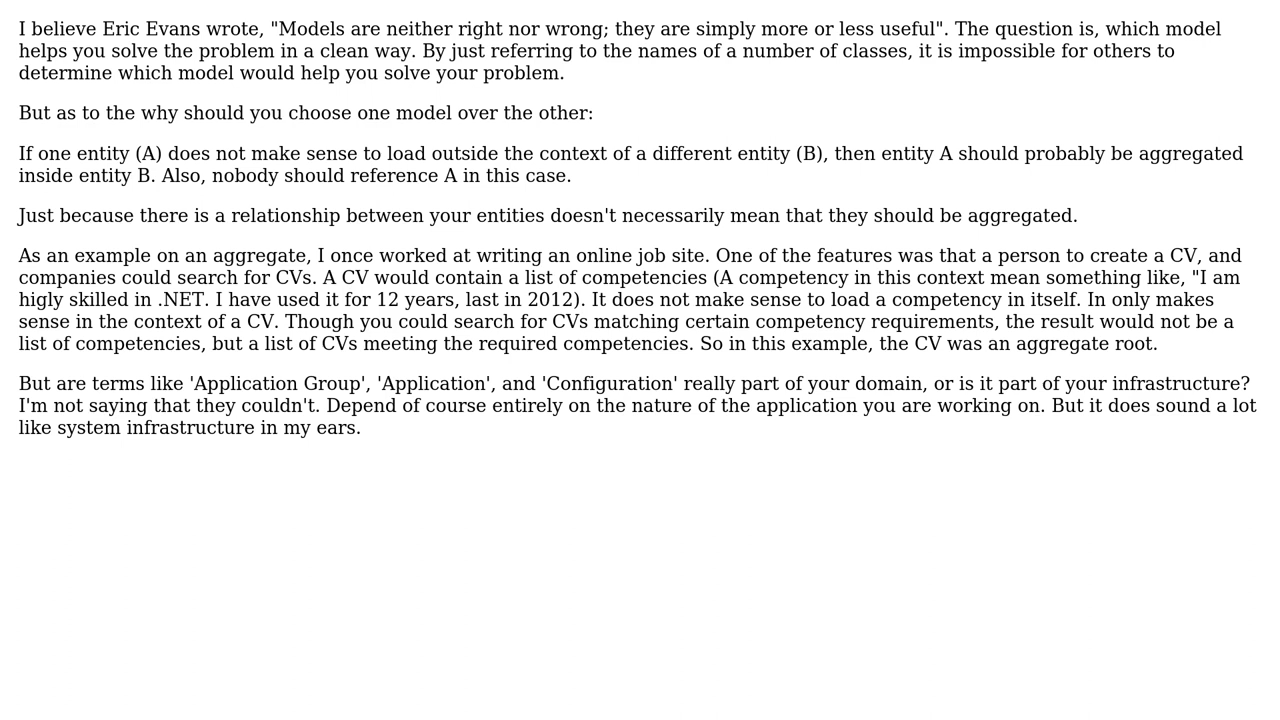 I believe Eric Evans wrote, "Models are neither right nor wrong; they are simply more or less useful". The question is, which model
helps you solve the problem in a clean way. By just referring to the names of a number of classes, it is impossible for others to
determine which model would help you solve your problem.
But as to the why should you choose one model over the other:
If one entity (A) does not make sense to load outside the context of a different entity (B), then entity A should probably be aggregated
inside entity B. Also, nobody should reference A in this case.
Just because there is a relationship between your entities doesn't necessarily mean that they should be aggregated.
As an example on an aggregate, I once worked at writing an online job site. One of the features was that a person to create a CV, and
companies could search for CVs. A CV would contain a list of competencies (A competency in this context mean something like, "I am
higly skilled in .NET. I have used it for 12 years, last in 2012). It does not make sense to load a competency in itself. In only makes
sense in the context of a CV. Though you could search for CVs matching certain competency requirements, the result would not be a
list of competencies, but a list of CVs meeting the required competencies. So in this example, the CV was an aggregate root.
But are terms like 'Application Group', 'Application', and 'Configuration' really part of your domain, or is it part of your infrastructure?
I'm not saying that they couldn't. Depend of course entirely on the nature of the application you are working on. But it does sound a lot
like system infrastructure in my ears.